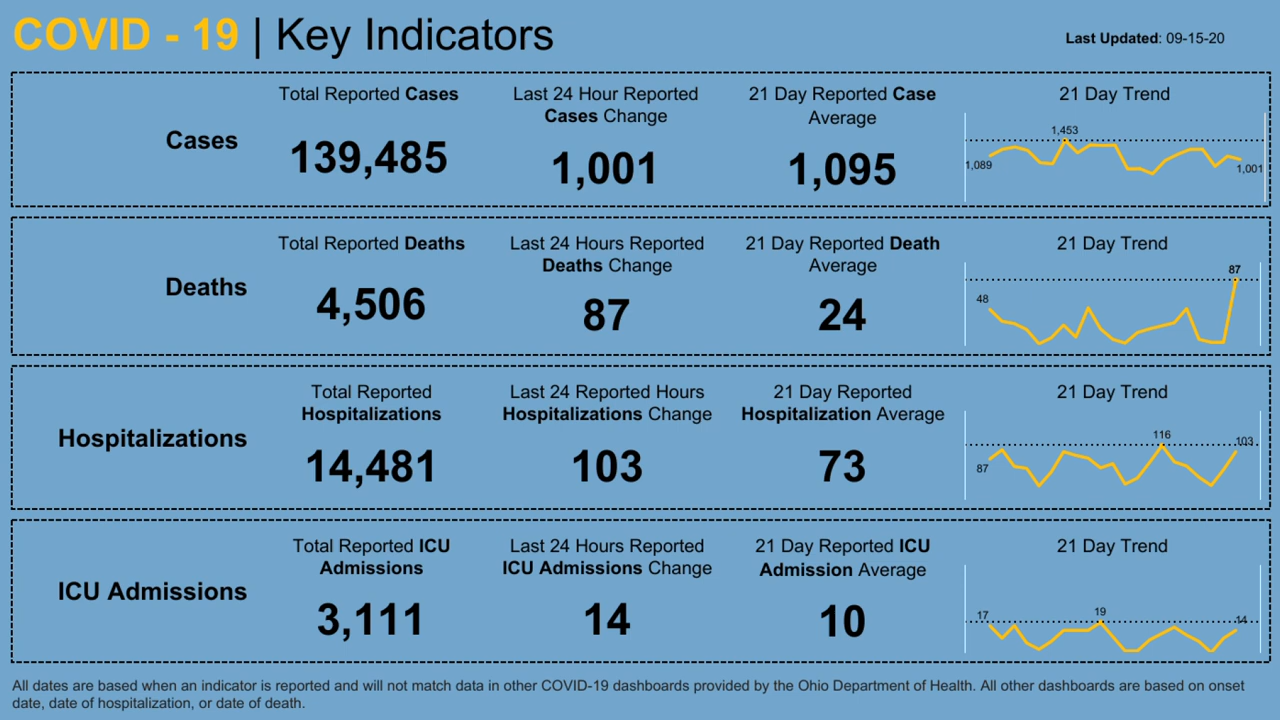 COVID - 19 | Key Indicators
Last Updated: 09-15-20
Cases
Total Reported Cases
139,485
Last 24 Hour Reported
Cases Change
1,001
21 Day Reported Case
Average
1,095
21 Day Trend
1,453
1,089
1,001
Deaths
Total Reported Deaths
4,506
Last 24 Hours Reported
Deaths Change
87
21 Day Reported Death
Average
24
21 Day Trend
87
48
Hospitalizations
Total Reported
Hospitalizations
14,481
Last 24 Reported Hours
Hospitalizations Change
103
21 Day Reported
Hospitalization Average
73
21 Day Trend
116
103
87
ICU Admissions
Total Reported ICU
Admissions
3,111
Last 24 Hours Reported
ICU Admissions Change
14
21 Day Reported ICU
Admission Average
10
21 Day Trend
17
19
14
All dates are based when an indicator is reported and will not match data in other COVID-19 dashboards provided by the Ohio Department of Health. All other dashboards are based on onset
date, date of hospitalization, or date of death.